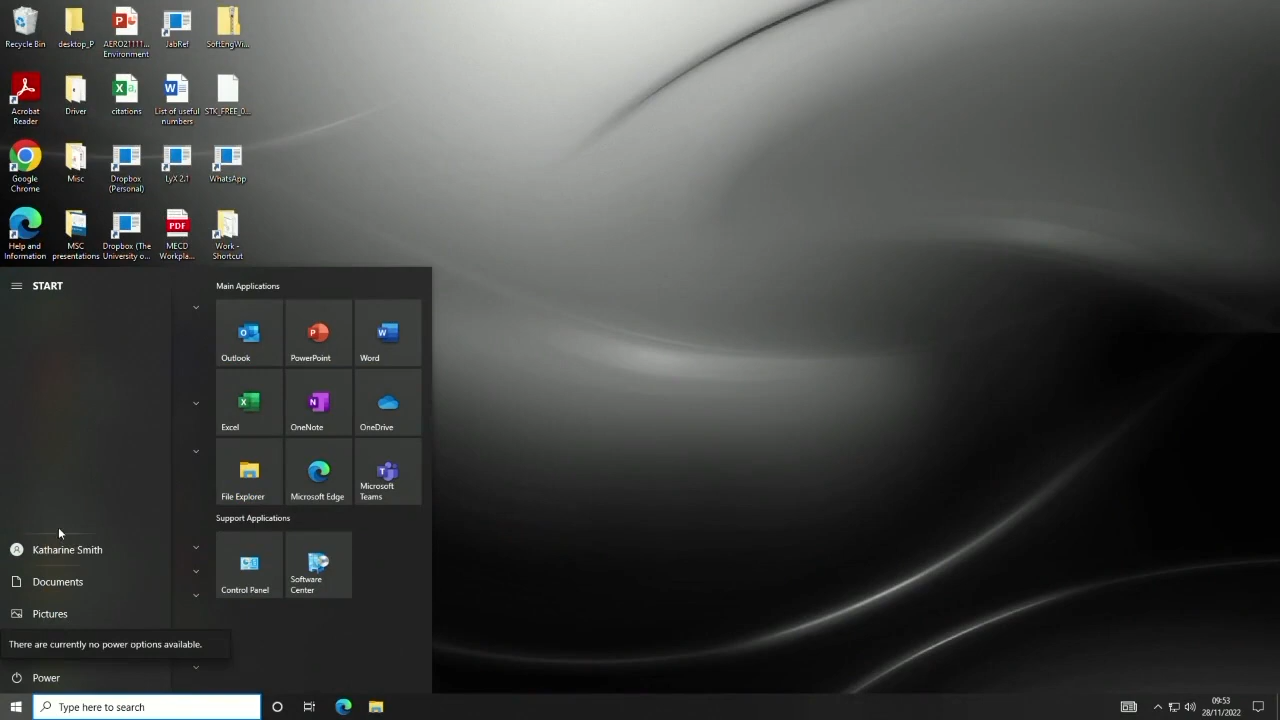 Recycle Bin
desktop_P
AERO21111...
Environment
JabRef
SoftEngWi...
Acrobat
Reader
Driver
citations
List of useful
numbers
STK_FREE_0...
Google
Chrome
Misc
Dropbox
(Personal)
LyX 2.1
WhatsApp
Help and
Information
MSC
presentations
Dropbox (The
University o...
MECD
Workpla...
Work -
Shortcut
START
Main Applications
Outlook
PowerPoint
Word
Excel
OneNote
OneDrive
File Explorer
Microsoft Edge
Microsoft
Teams
Support Applications
Control Panel
Software
Center
Katharine Smith
Documents
Pictures
There are currently no power options available.
Power
Type here to search
09:53
28/11/2022